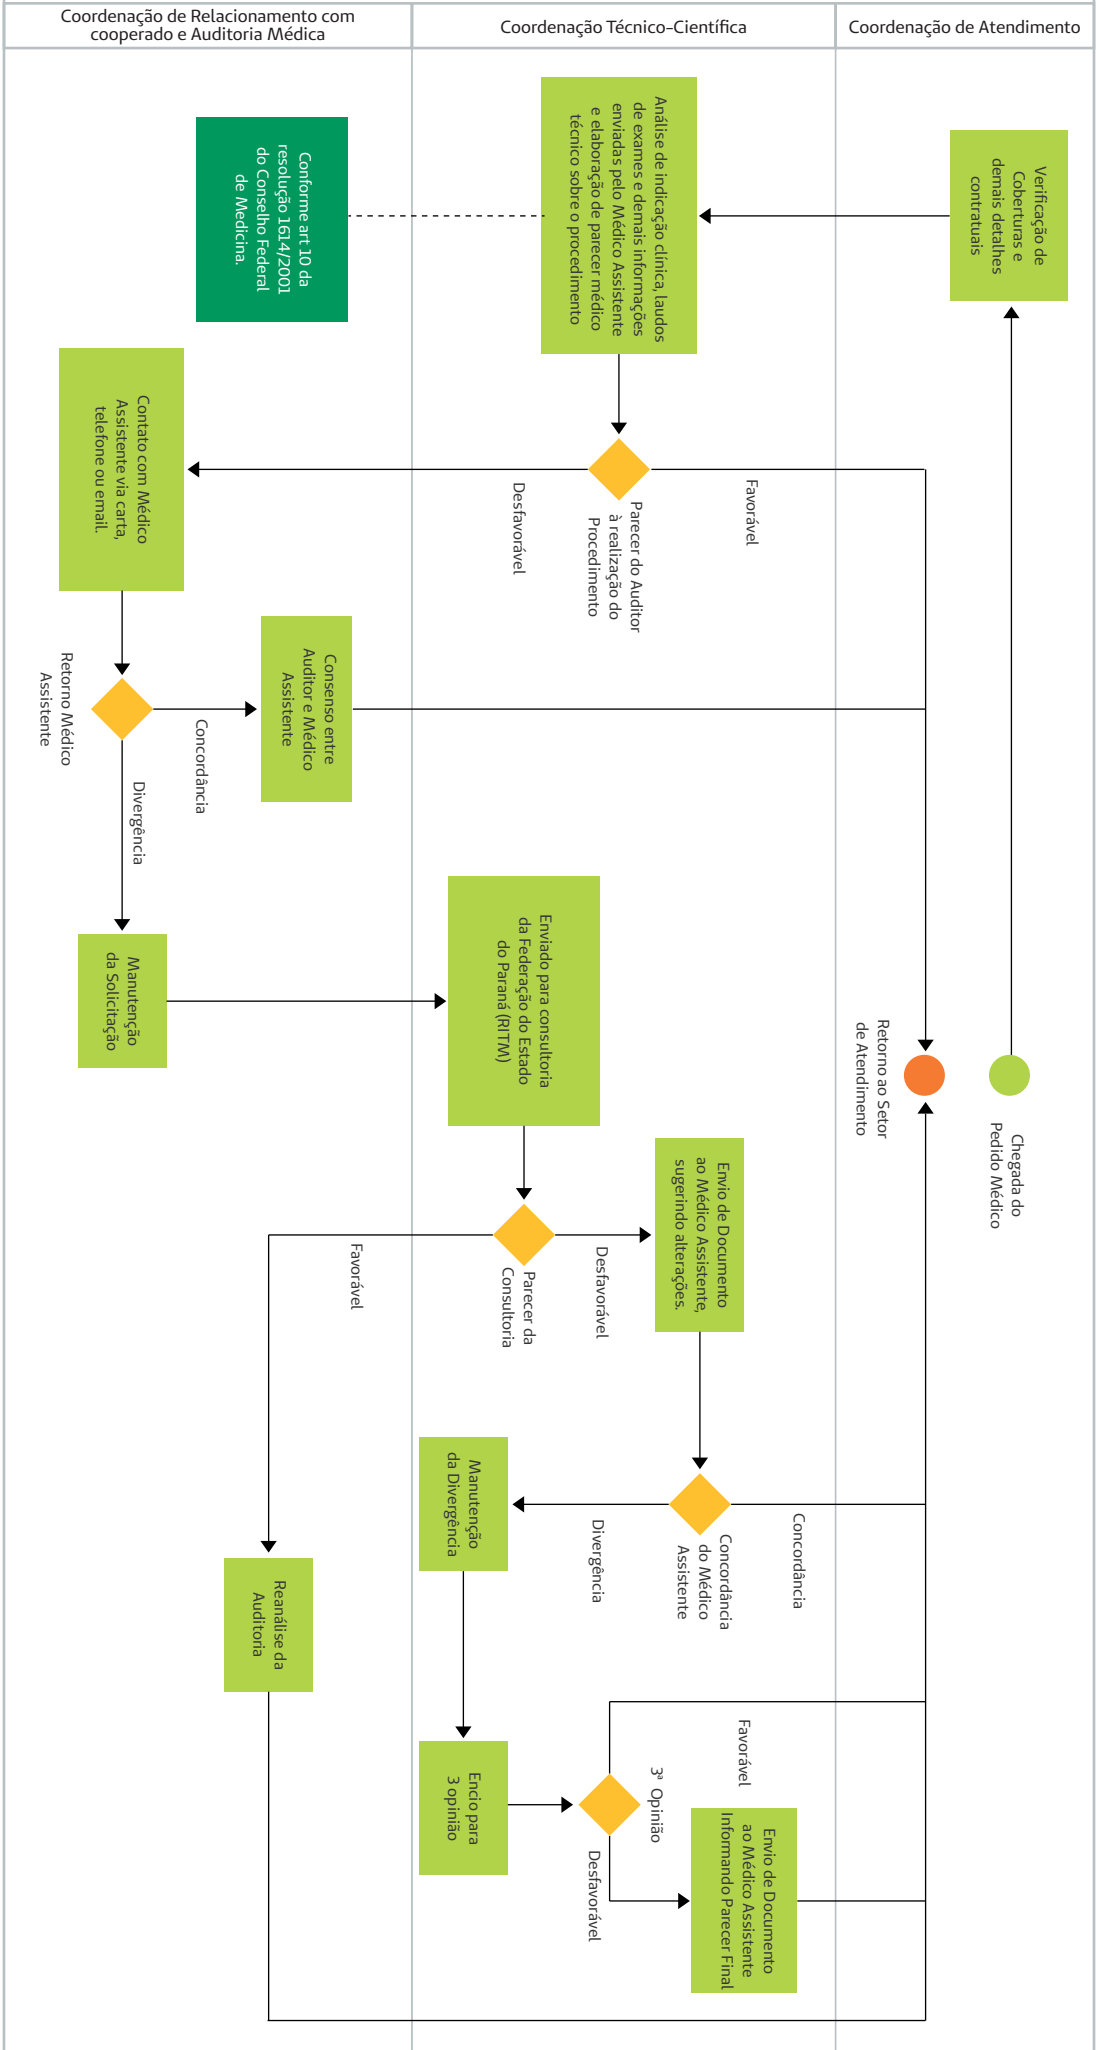 Coordenação de Relacionamento com
cooperado e Auditoria Médica
Coordenação Técnico-Científica
Coordenação de Atendimento
Chegada do
Pedido Médico
Verificação de
Coberturas e
demais detalhes
contratuais
Análise de indicação clínica, laudos
de exames e demais informações
enviadas pelo Médico Assistente
e elaboração de parecer médico
técnico sobre o procedimento
Conforme art 10 da
resolução 1614/2001
do Conselho Federal
de Medicina.
Parecer do Auditor
à realização do
Procedimento
Favorável
Desfavorável
Contato com Médico
Assistente via carta,
telefone ou email.
Retorno Médico
Assistente
Concordância
Consenso entre
Auditor e Médico
Assistente
Divergência
Manutenção
da Solicitação
Enviado para consultoria
da Federação do Estado
do Paraná (RITM)
Retorno ao Setor
de Atendimento
Parecer da
Consultoria
Desfavorável
Favorável
Envio de Documento
ao Médico Assistente,
sugerindo alterações.
Concordância
do Médico
Assistente
Concordância
Divergência
Manutenção
da Divergência
Reanálise da
Auditoria
Encio para
3 opinião
3ª Opinião
Favorável
Desfavorável
Envio de Documento
ao Médico Assistente
Informando Parecer Final